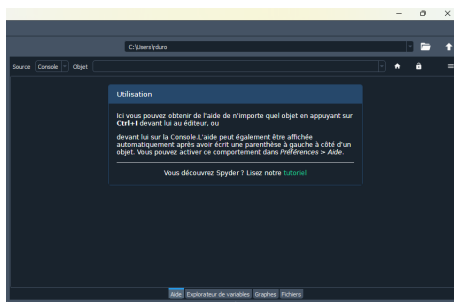 C:\Users\rduro
Source Console Objet
Utilisation
Ici vous pouvez obtenir de l'aide de n'importe quel objet en appuyant sur
Ctrl+I devant lui au éditeur, ou
devant lui sur la Console.L'aide peut également être affichée
automatiquement après avoir écrit une parenthèse à gauche à côté d'un
objet. Vous pouvez activer ce comportement dans Préférences > Aide.
Vous découvrez Spyder ? Lisez notre tutoriel
Aide Explorateur de variables Graphes Fichiers